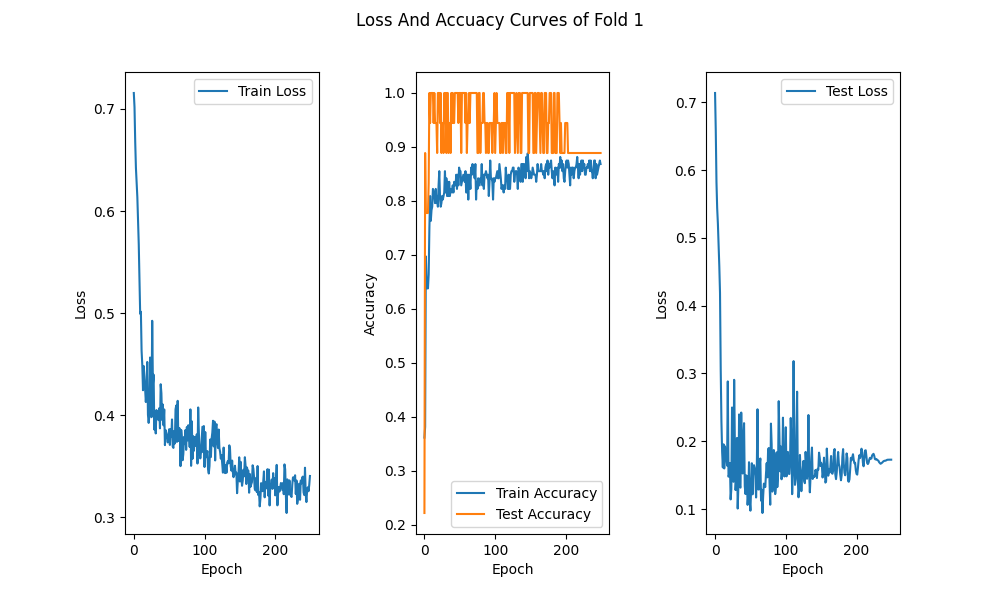 Loss And Accuacy Curves of Fold 1
Train Loss
0.7
0.6
0.5
0.4
0.3
Loss
0 100 200
Epoch
1.0
0.9
0.8
0.7
0.6
0.5
0.4
0.3
0.2
Accuracy
Train Accuracy
Test Accuracy
0 100 200
Epoch
Test Loss
0.7
0.6
0.5
0.4
0.3
0.2
0.1
Loss
0 100 200
Epoch